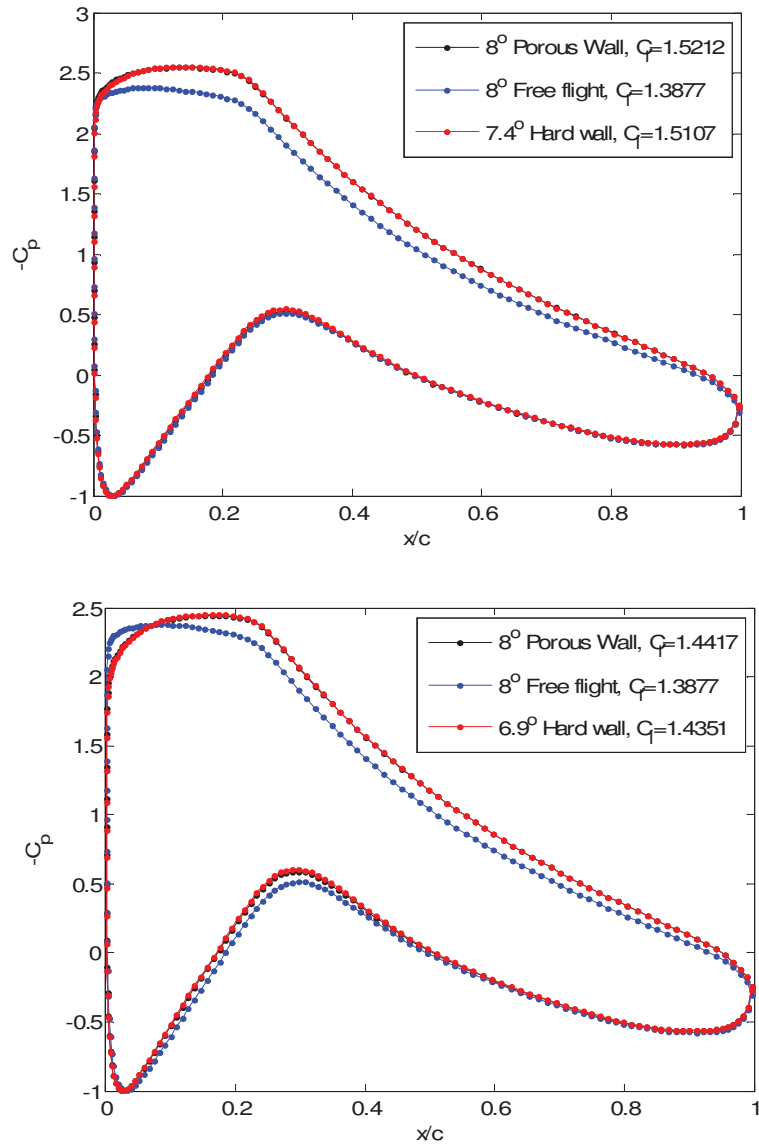 3
2.5
2
1.5
1
0.5
0
-0.5
-1
-C_p
8° Porous Wall, C_l=1.5212
8° Free flight, C_l=1.3877
7.4° Hard wall, C_l=1.5107
0 0.2 0.4 0.6 0.8 1
x/c
2.5
2
1.5
1
0.5
0
-0.5
-1
-C_p
8° Porous Wall, C_l=1.4417
8° Free flight, C_l=1.3877
6.9° Hard wall, C_l=1.4351
0 0.2 0.4 0.6 0.8 1
x/c